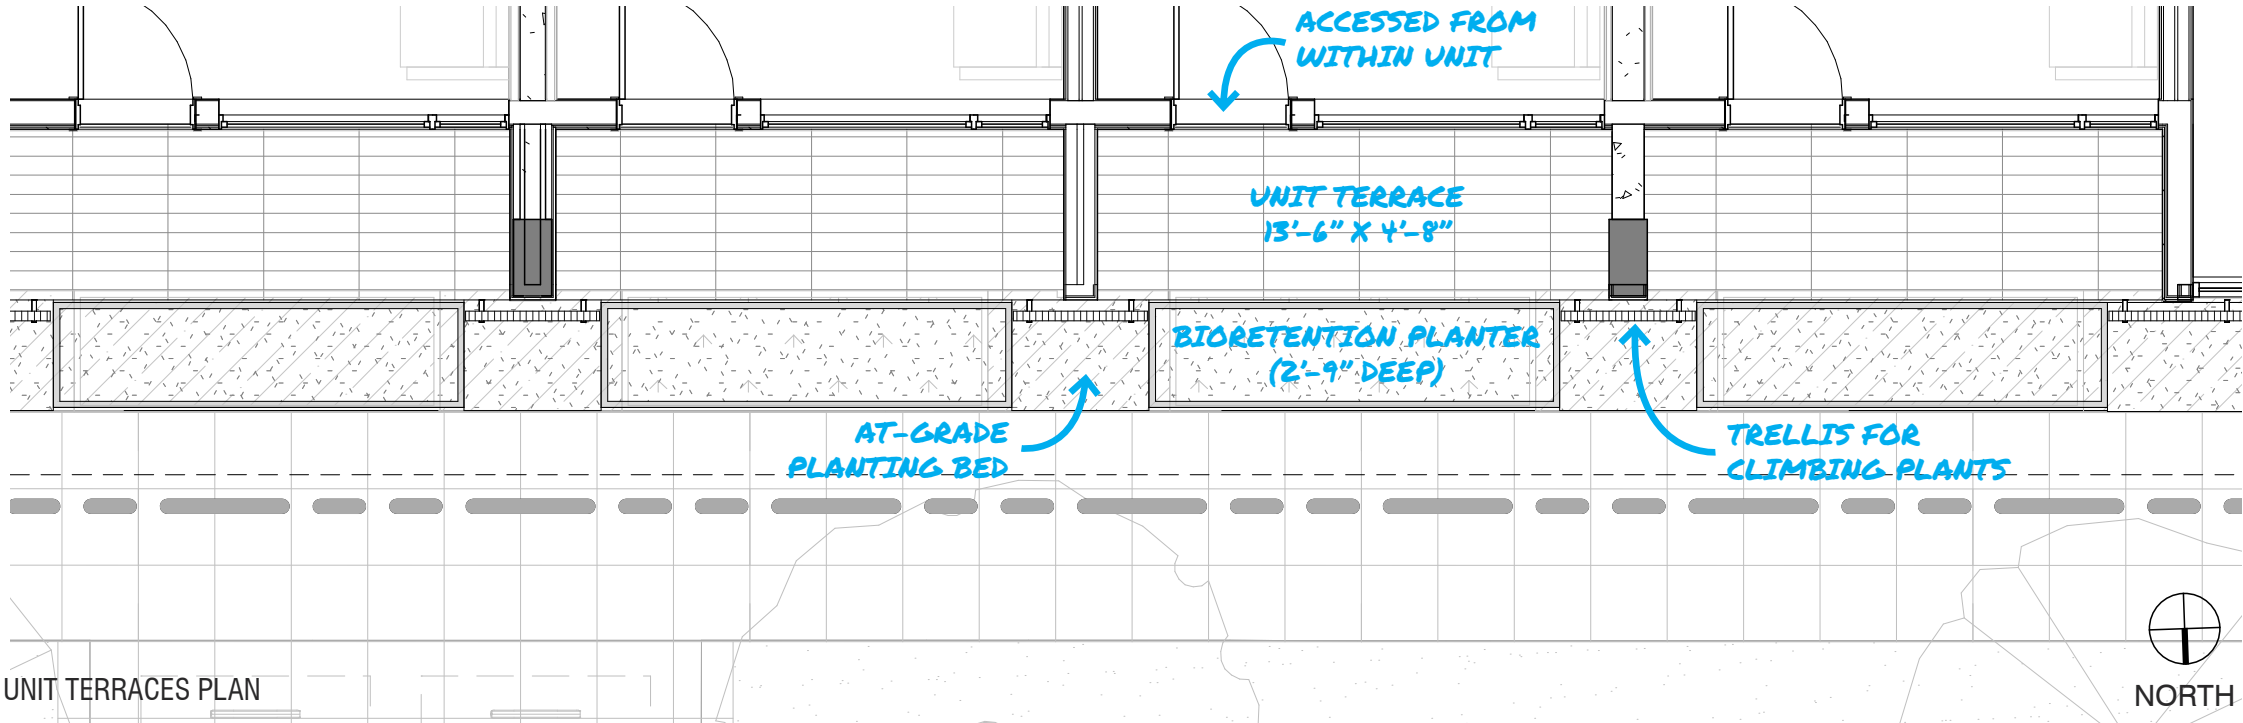 ACCESSED FROM
WITHIN UNIT
UNIT TERRACE
13'-6" X 4'-8"
BIORETENTION PLANTER
(2'-9" DEEP)
AT-GRADE
PLANTING BED
TRELLIS FOR
CLIMBING PLANTS
UNIT TERRACES PLAN
NORTH